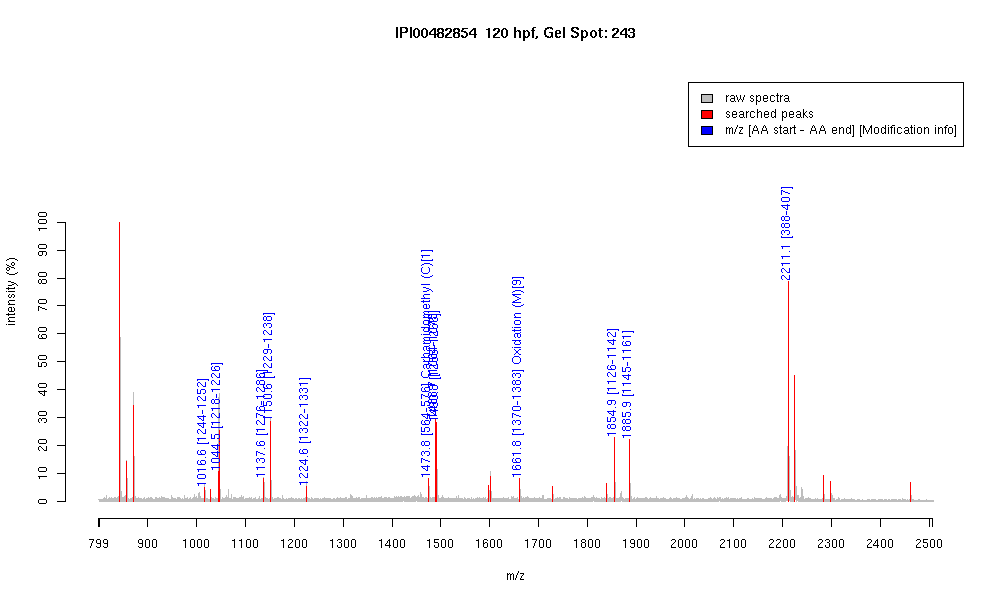 IPI00482854 120 hpf, Gel Spot: 243
raw spectra
searched peaks
m/z [AA start - AA end] [Modification info]
intensity (%)
100
90
80
70
60
50
40
30
20
10
0
1016.6 [1244-1252]
1044.5 [1218-1226]
1137.6 [1276-1286]
1150.6 [1229-1238]
1224.6 [1322-1331]
1473.8 [564-576] Carbamidomethyl (C)[1]
1661.8 [1370-1383] Oxidation (M)[9]
1854.9 [1126-1142]
1885.9 [1145-1161]
2211.1 [388-407]
799 900 1000 1100 1200 1300 1400 1500 1600 1700 1800 1900 2000 2100 2200 2300 2400 2500
m/z